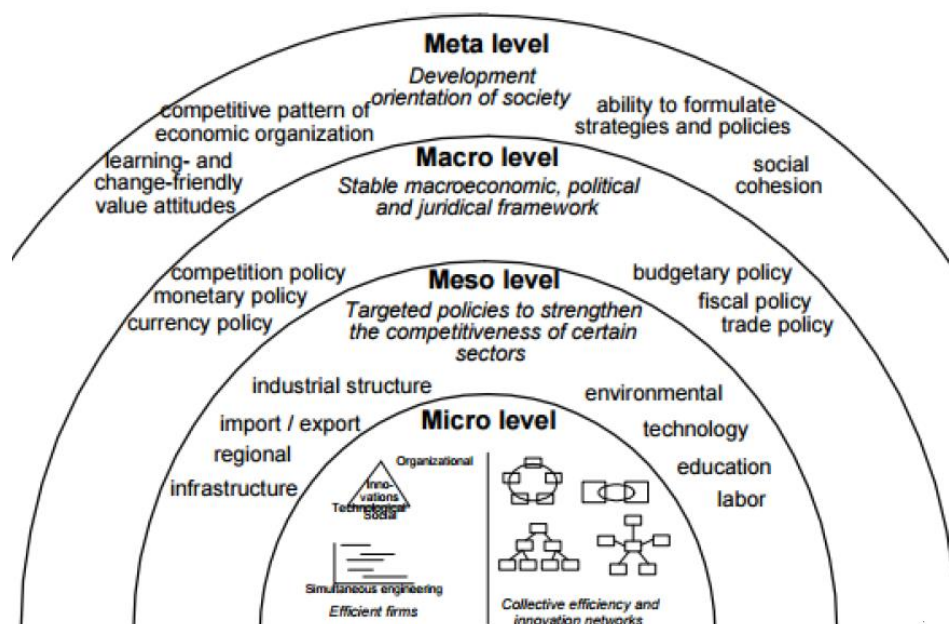 Meta level
Development
orientation of society
competitive pattern of
economic organization
ability to formulate
strategies and policies
learning- and
change-friendly
value attitudes
social
cohesion
Macro level
Stable macroeconomic, political
and juridical framework
competition policy
monetary policy
currency policy
budgetary policy
fiscal policy
trade policy
Meso level
Targeted policies to strengthen
the competitiveness of certain
sectors
industrial structure
import / export
regional
infrastructure
environmental
technology
education
labor
Micro level
Organizational
Inno-
vations
Technological
Social
Simultaneous engineering
Efficient firms
Collective efficiency and
innovation networks